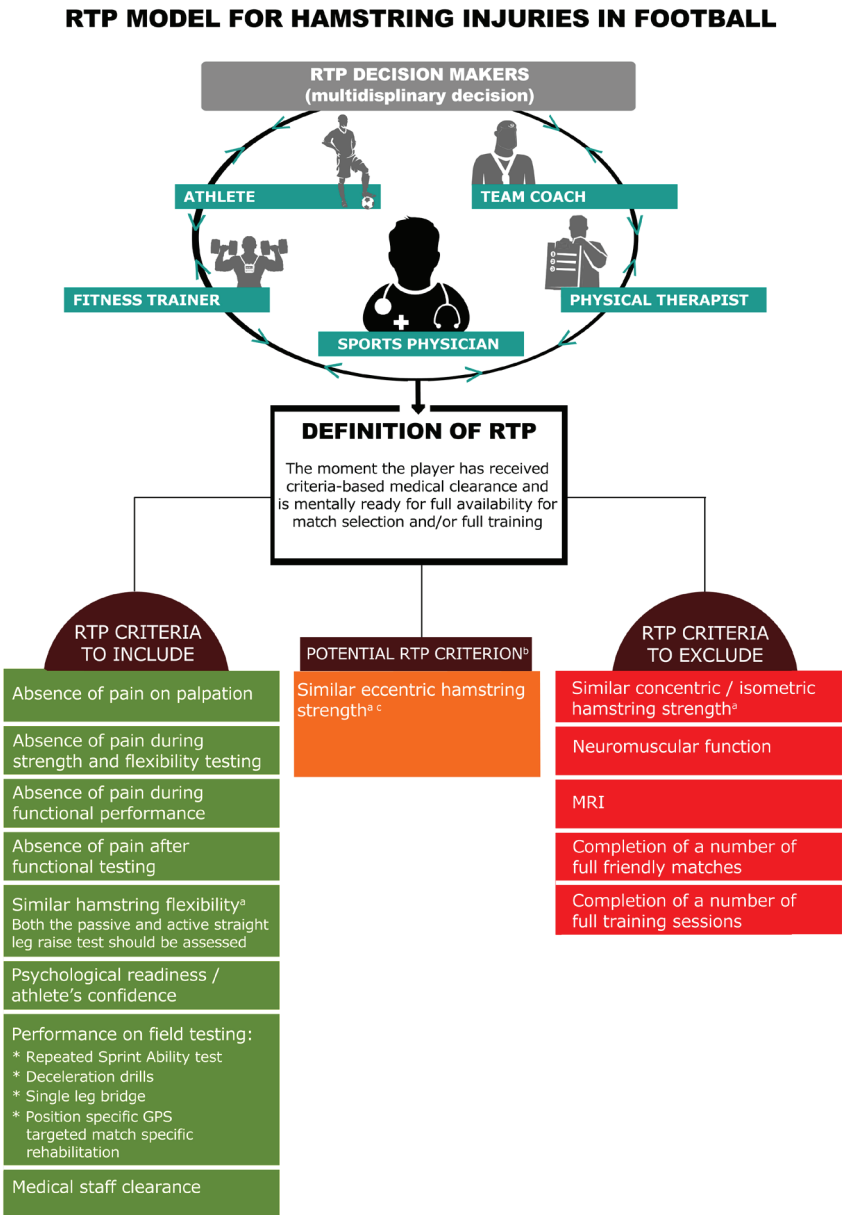 RTP MODEL FOR HAMSTRING INJURIES IN FOOTBALL
RTP DECISION MAKERS
(multidisplinary decision)
ATHLETE
TEAM COACH
FITNESS TRAINER
PHYSICAL THERAPIST
SPORTS PHYSICIAN
DEFINITION OF RTP
The moment the player has received
criteria-based medical clearance and
is mentally ready for full availability for
match selection and/or full training
RTP CRITERIA
TO INCLUDE
Absence of pain on palpation
Absence of pain during
strength and flexibility testing
Absence of pain during
functional performance
Absence of pain after
functional testing
Similar hamstring flexibilityᵃ
Both the passive and active straight
leg raise test should be assessed
Psychological readiness /
athlete’s confidence
Performance on field testing:
* Repeated Sprint Ability test
* Deceleration drills
* Single leg bridge
* Position specific GPS
targeted match specific
rehabilitation
Medical staff clearance
POTENTIAL RTP CRITERIONᵇ
Similar eccentric hamstring
strengthᵃ ᶜ
RTP CRITERIA
TO EXCLUDE
Similar concentric / isometric
hamstring strengthᵃ
Neuromuscular function
MRI
Completion of a number of
full friendly matches
Completion of a number of
full training sessions